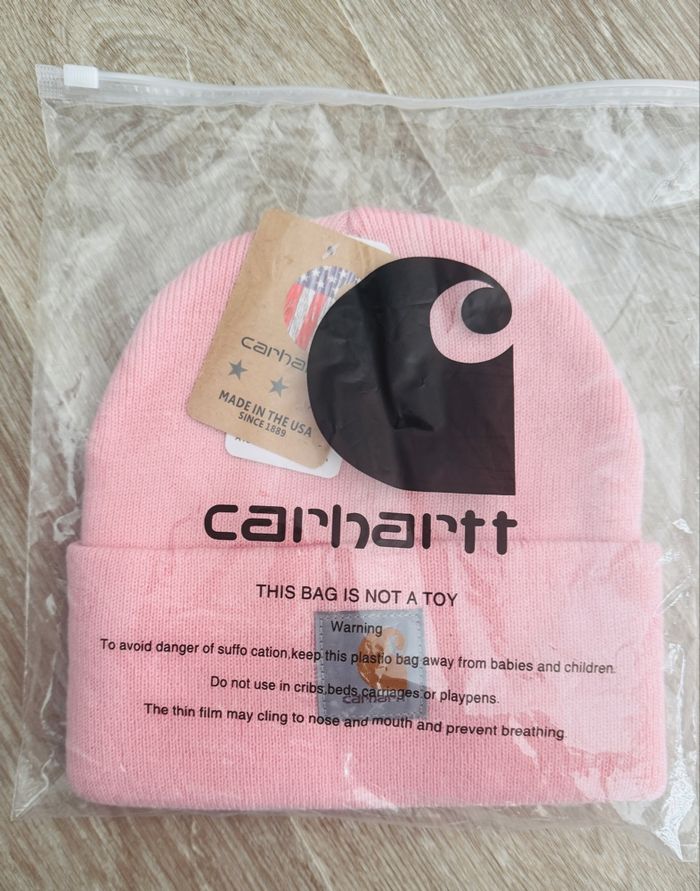 carha
MADE IN THE USA
SINCE 1889
carhartt
THIS BAG IS NOT A TOY
Warning
To avoid danger of suffo cation,keep this plastio bag away from babies and children.
Do not use in cribs,beds,carriages or playpens.
The thin film may cling to nose and mouth and prevent breathing.
carhartt